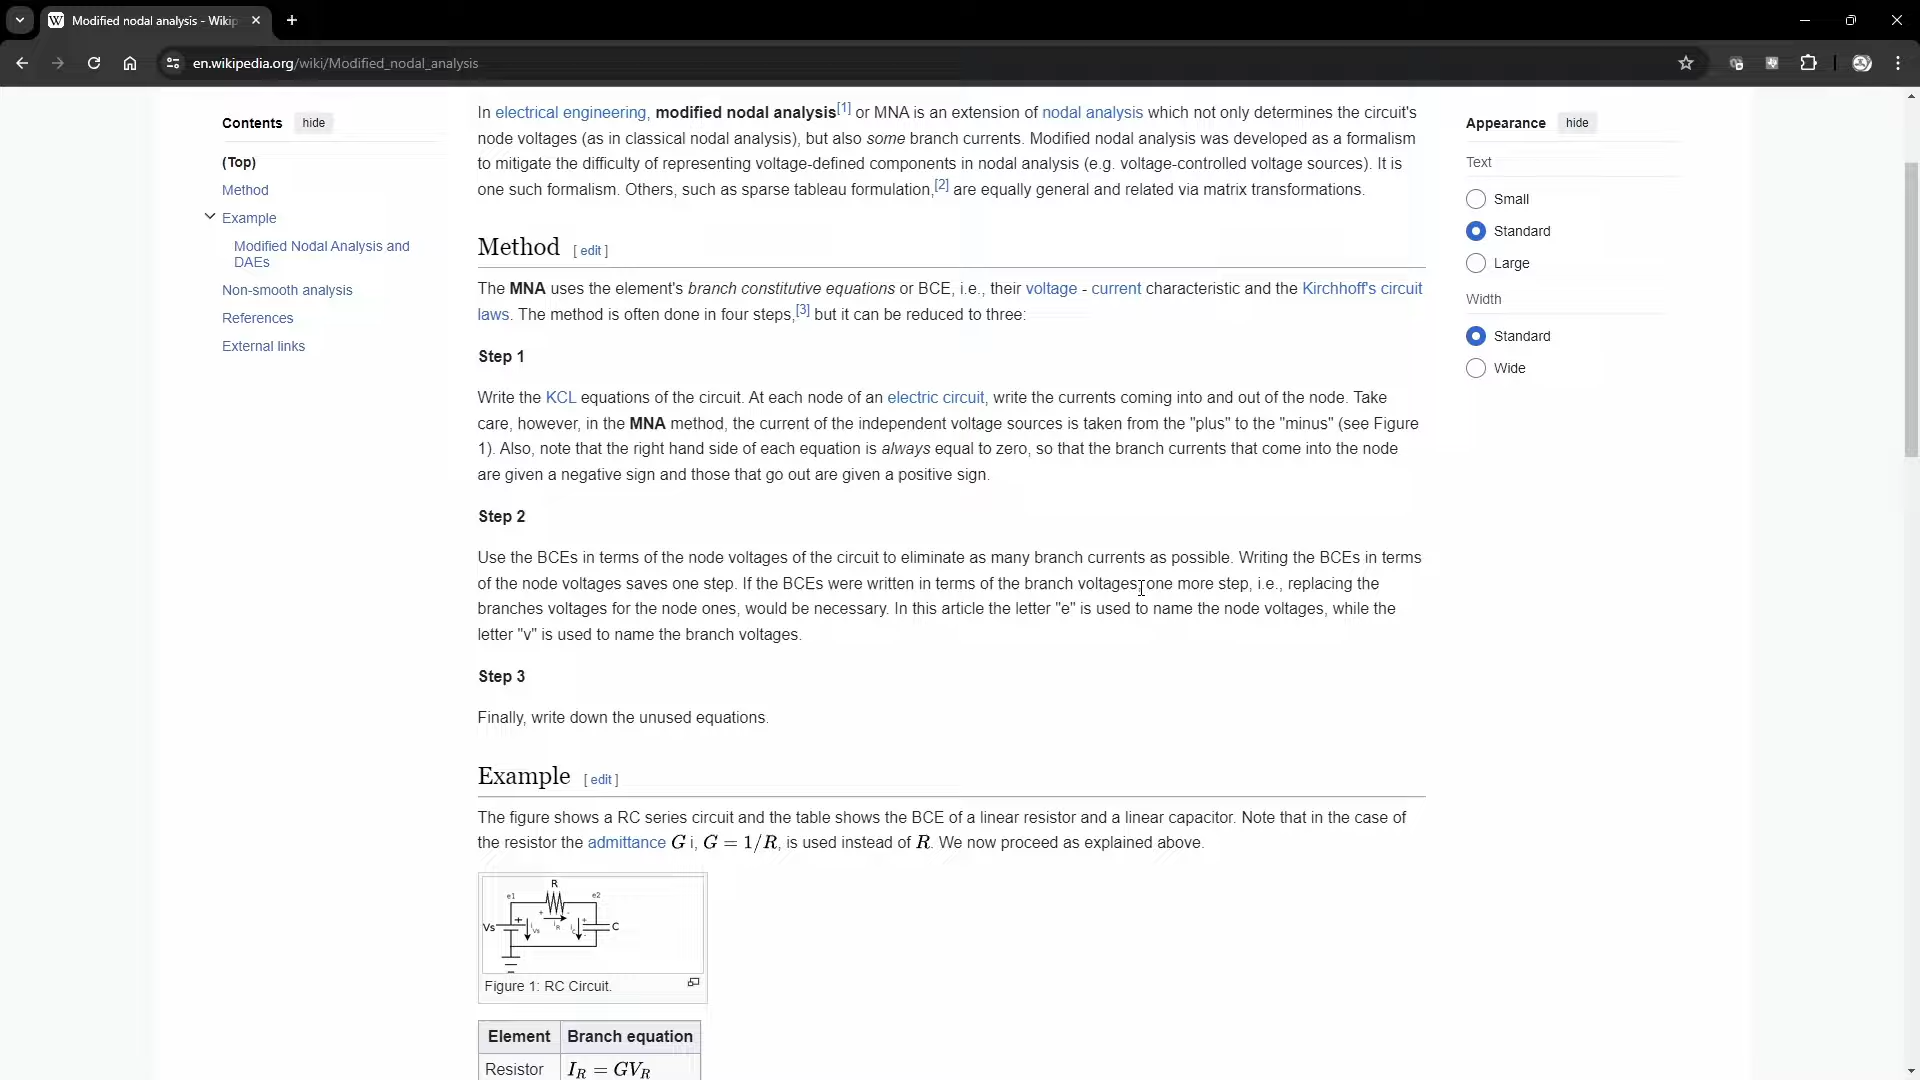 Modified nodal analysis - Wikip
en.wikipedia.org/wiki/Modified_nodal_analysis
Contents hide
(Top)
Method
Example
Modified Nodal Analysis and
DAEs
Non-smooth analysis
References
External links
In electrical engineering, modified nodal analysis[1] or MNA is an extension of nodal analysis which not only determines the circuit's
node voltages (as in classical nodal analysis), but also some branch currents. Modified nodal analysis was developed as a formalism
to mitigate the difficulty of representing voltage-defined components in nodal analysis (e.g. voltage-controlled voltage sources). It is
one such formalism. Others, such as sparse tableau formulation,[2] are equally general and related via matrix transformations.
Method [ edit ]
The MNA uses the element's branch constitutive equations or BCE, i.e., their voltage - current characteristic and the Kirchhoff's circuit
laws. The method is often done in four steps,[3] but it can be reduced to three:
Step 1
Write the KCL equations of the circuit. At each node of an electric circuit, write the currents coming into and out of the node. Take
care, however, in the MNA method, the current of the independent voltage sources is taken from the "plus" to the "minus" (see Figure
1). Also, note that the right hand side of each equation is always equal to zero, so that the branch currents that come into the node
are given a negative sign and those that go out are given a positive sign.
Step 2
Use the BCEs in terms of the node voltages of the circuit to eliminate as many branch currents as possible. Writing the BCEs in terms
of the node voltages saves one step. If the BCEs were written in terms of the branch voltages, one more step, i.e., replacing the
branches voltages for the node ones, would be necessary. In this article the letter "e" is used to name the node voltages, while the
letter "v" is used to name the branch voltages.
Step 3
Finally, write down the unused equations.
Example [ edit ]
The figure shows a RC series circuit and the table shows the BCE of a linear resistor and a linear capacitor. Note that in the case of
the resistor the admittance G i, G = 1/R, is used instead of R. We now proceed as explained above.
R
e1 e2
+ - + - + -
Vs iVs iR iC C
Figure 1: RC Circuit.
Element Branch equation
Resistor I_R = GV_R
Appearance hide
Text
Small
Standard
Large
Width
Standard
Wide